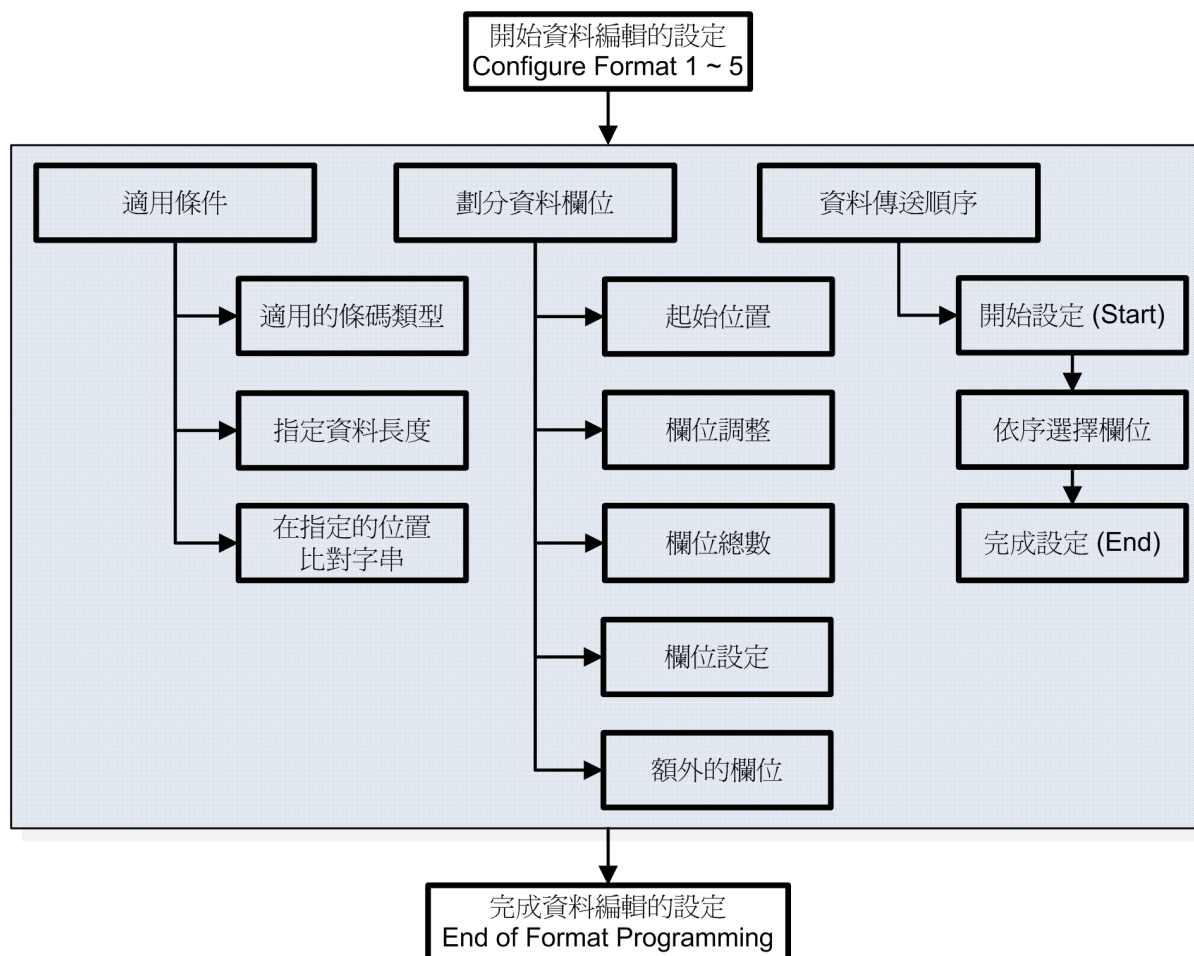 開始資料編輯的設定
Configure Format 1 ~ 5
適用條件
適用的條碼類型
指定資料長度
在指定的位置
比對字串
劃分資料欄位
起始位置
欄位調整
欄位總數
欄位設定
額外的欄位
資料傳送順序
開始設定 (Start)
依序選擇欄位
完成設定 (End)
完成資料編輯的設定
End of Format Programming